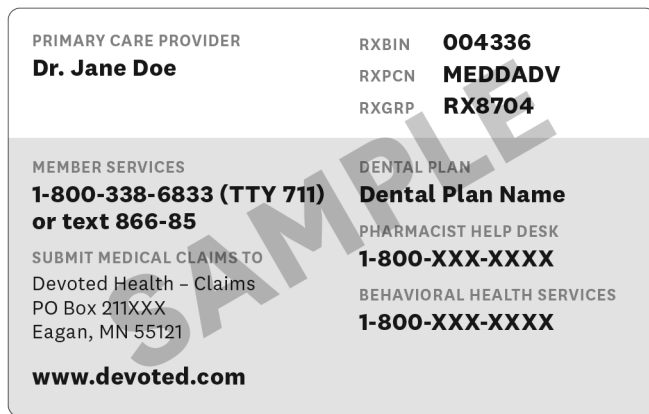 PRIMARY CARE PROVIDER
Dr. Jane Doe
RXBIN 004336
RXPCN MEDDADV
RXGRP RX8704
MEMBER SERVICES
1-800-338-6833 (TTY 711)
or text 866-85
SUBMIT MEDICAL CLAIMS TO
Devoted Health – Claims
PO Box 211XXX
Eagan, MN 55121
www.devoted.com
DENTAL PLAN
Dental Plan Name
PHARMACIST HELP DESK
1-800-XXX-XXXX
BEHAVIORAL HEALTH SERVICES
1-800-XXX-XXXX
SAMPLE